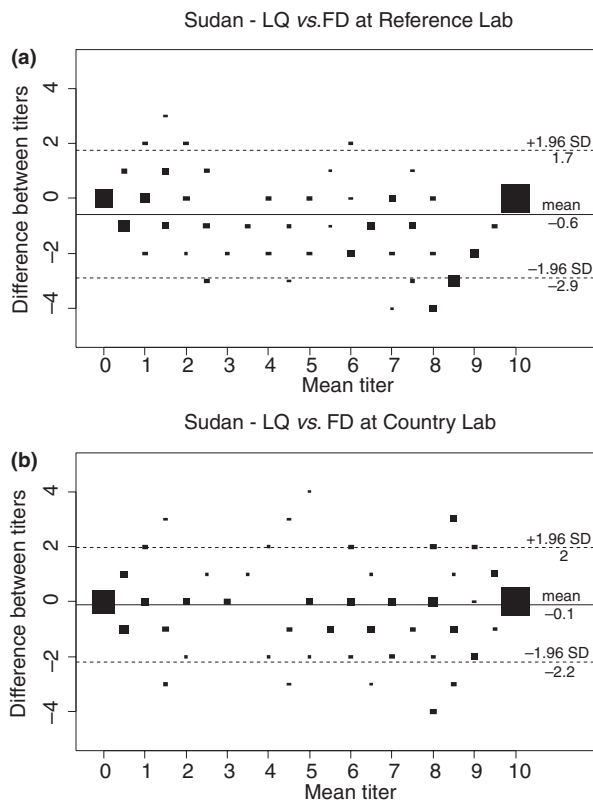 Sudan - LQ vs.FD at Reference Lab
(a)
Difference between titers
4
2
0
−2
−4
+1.96 SD
1.7
mean
−0.6
−1.96 SD
−2.9
0 1 2 3 4 5 6 7 8 9 10
Mean titer
Sudan - LQ vs. FD at Country Lab
(b)
Difference between titers
4
2
0
−2
−4
+1.96 SD
2
mean
−0.1
−1.96 SD
−2.2
0 1 2 3 4 5 6 7 8 9 10
Mean titer